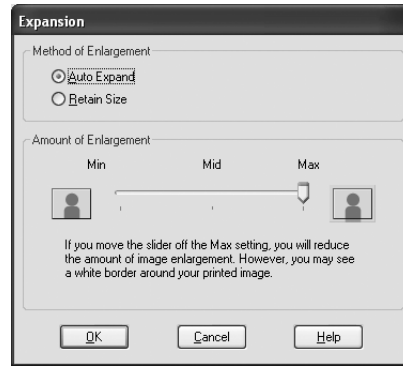 Expansion
Method of Enlargement
Auto Expand
Retain Size
Amount of Enlargement
Min Mid Max
If you move the slider off the Max setting, you will reduce
the amount of image enlargement. However, you may see
a white border around your printed image.
OK Cancel Help